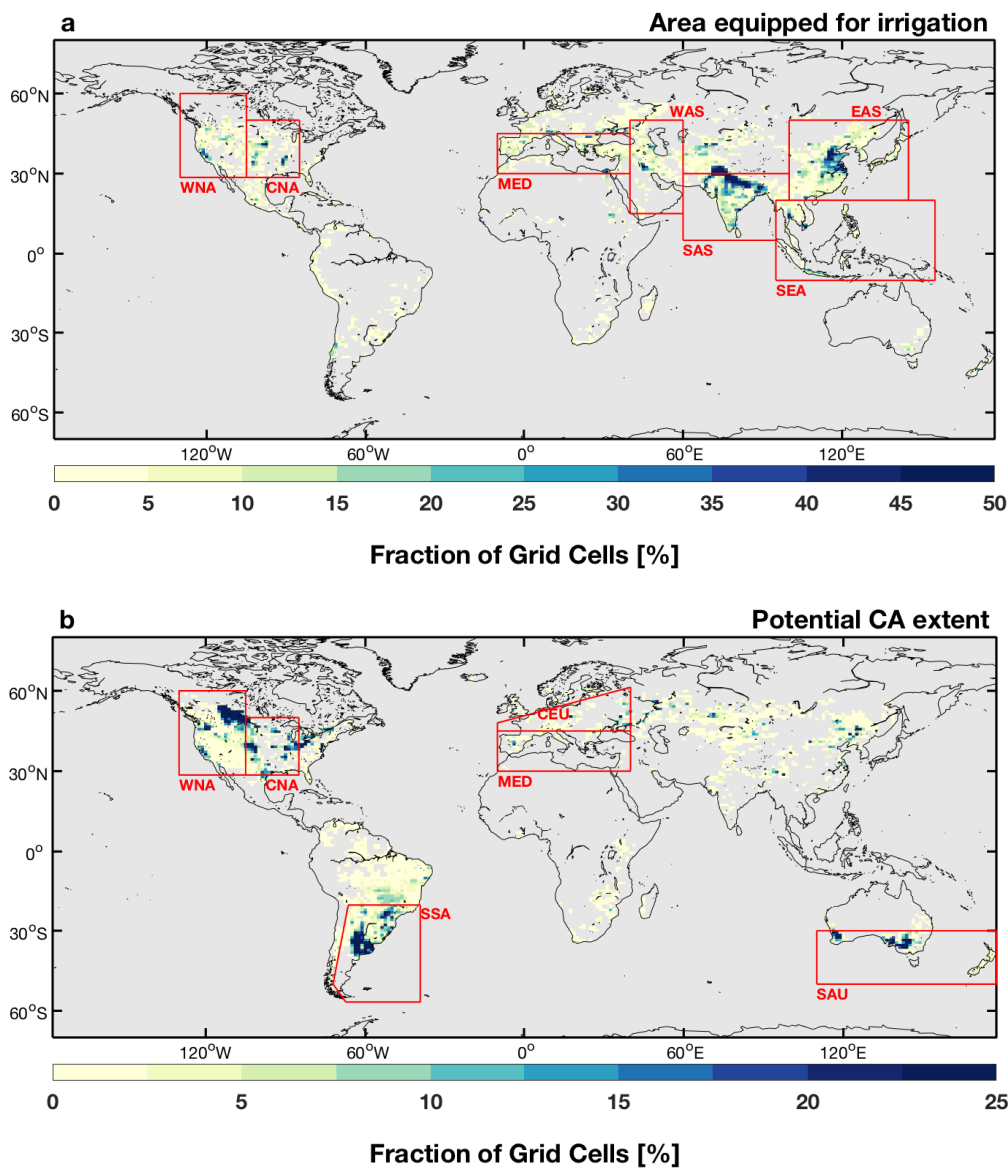 a Area equipped for irrigation
60°N
WAS EAS
30°N
WNA CNA MED
0°
SAS
SEA
30°S
60°S
120°W 60°W 0° 60°E 120°E
0 5 10 15 20 25 30 35 40 45 50
Fraction of Grid Cells [%]
b Potential CA extent
60°N
CEU
30°N
WNA CNA MED
0°
SSA
30°S
SAU
60°S
120°W 60°W 0° 60°E 120°E
0 5 10 15 20 25
Fraction of Grid Cells [%]